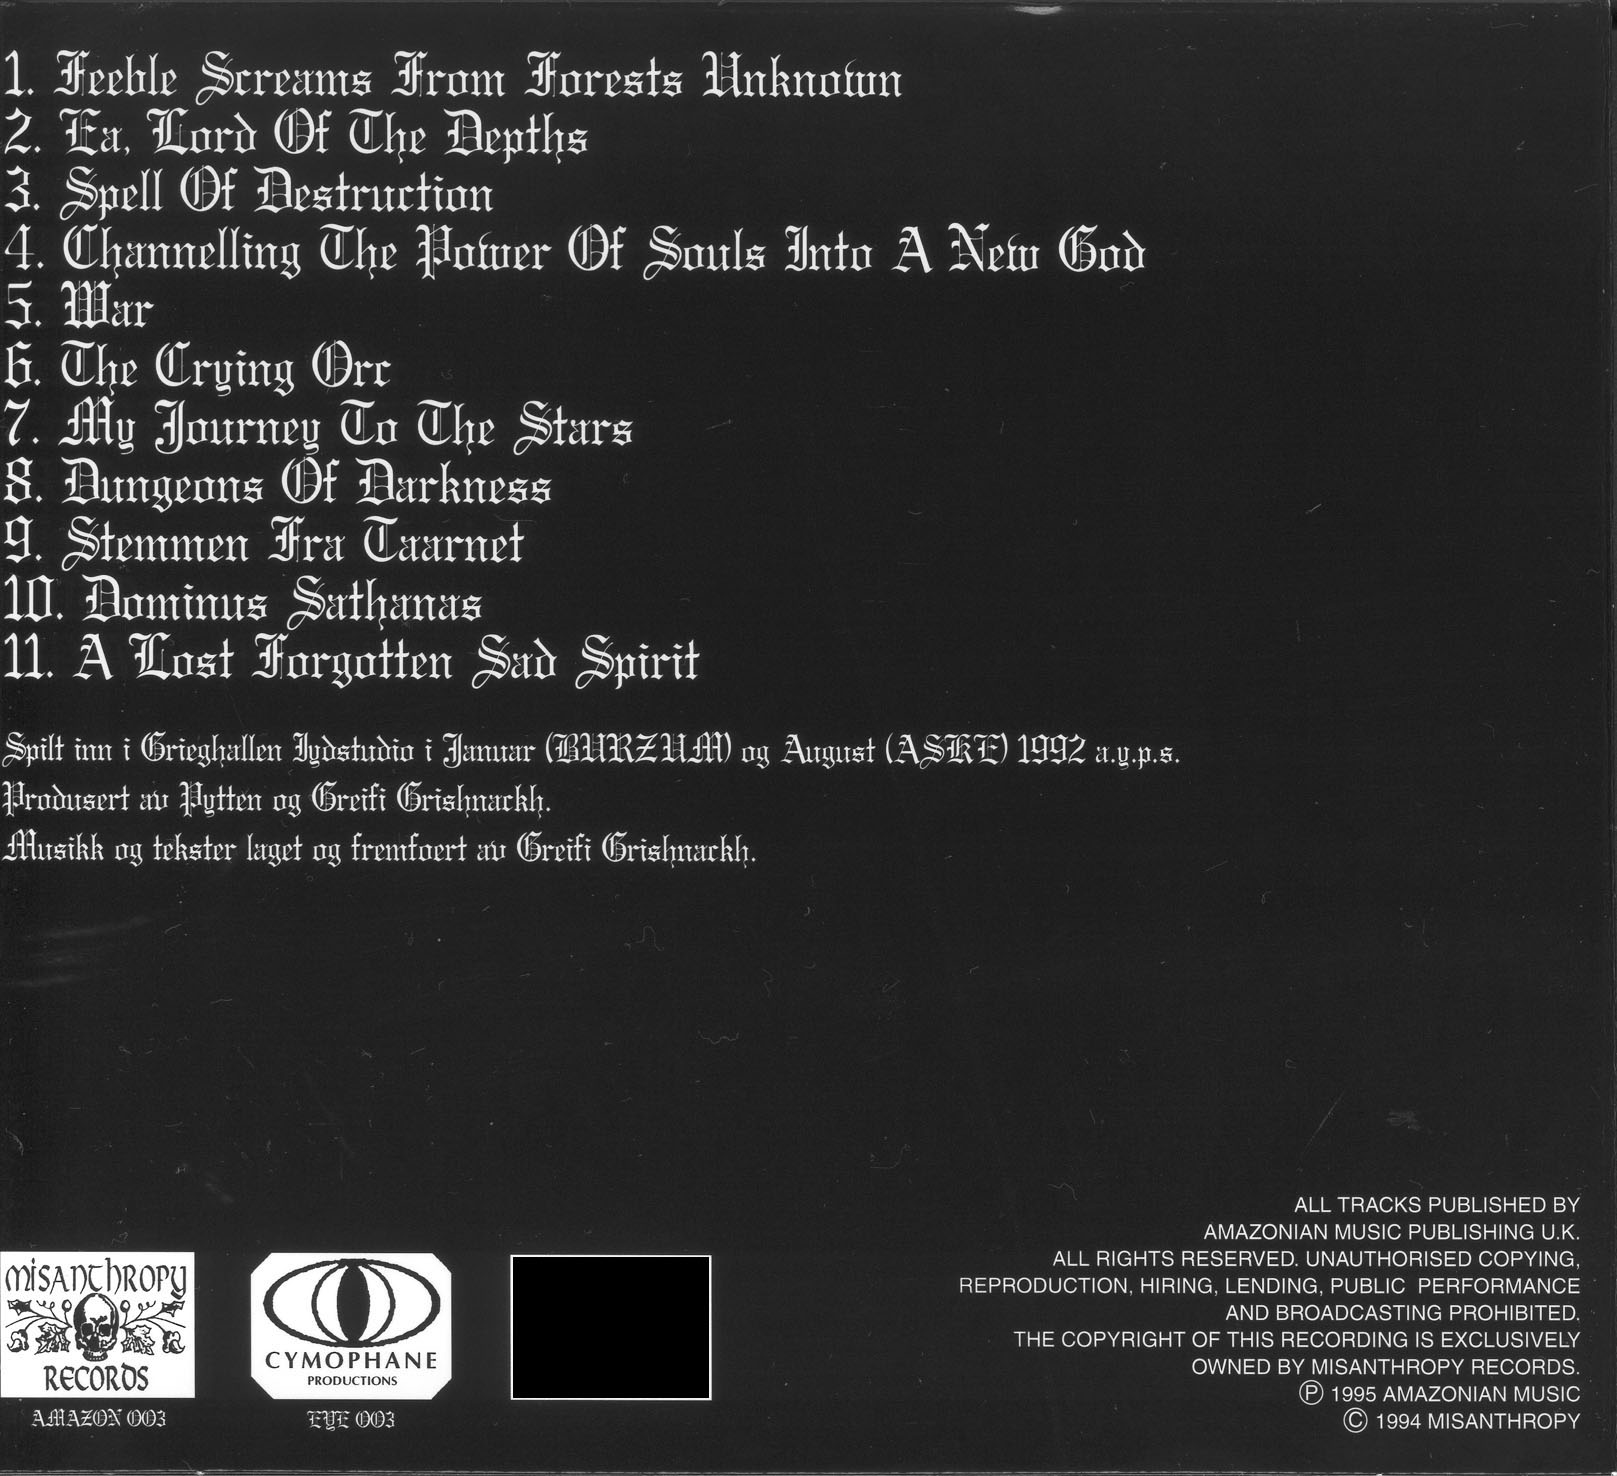 1. Feeble Screams From Forests Unknown
2. Ea, Lord Of The Depths
3. Spell Of Destruction
4. Channelling The Power Of Souls Into A New God
5. War
6. The Crying Orc
7. My Journey To The Stars
8. Dungeons Of Darkness
9. Stemmen Fra Taarnet
10. Dominus Sathanas
11. A Lost Forgotten Sad Spirit
Spilt inn i Grieghallen lydstudio i Januar (BURZUM) og August (ASKE) 1992 a.y.p.s.
Produsert av Pytten og Greifi Grishnackh.
Musikk og tekster laget og fremfoert av Greifi Grishnackh.
MISANTHROPY
RECORDS
AMAZON 003
CYMOPHANE
PRODUCTIONS
EYE 003
ALL TRACKS PUBLISHED BY
AMAZONIAN MUSIC PUBLISHING U.K.
ALL RIGHTS RESERVED. UNAUTHORISED COPYING,
REPRODUCTION, HIRING, LENDING, PUBLIC PERFORMANCE
AND BROADCASTING PROHIBITED.
THE COPYRIGHT OF THIS RECORDING IS EXCLUSIVELY
OWNED BY MISANTHROPY RECORDS.
℗ 1995 AMAZONIAN MUSIC
© 1994 MISANTHROPY